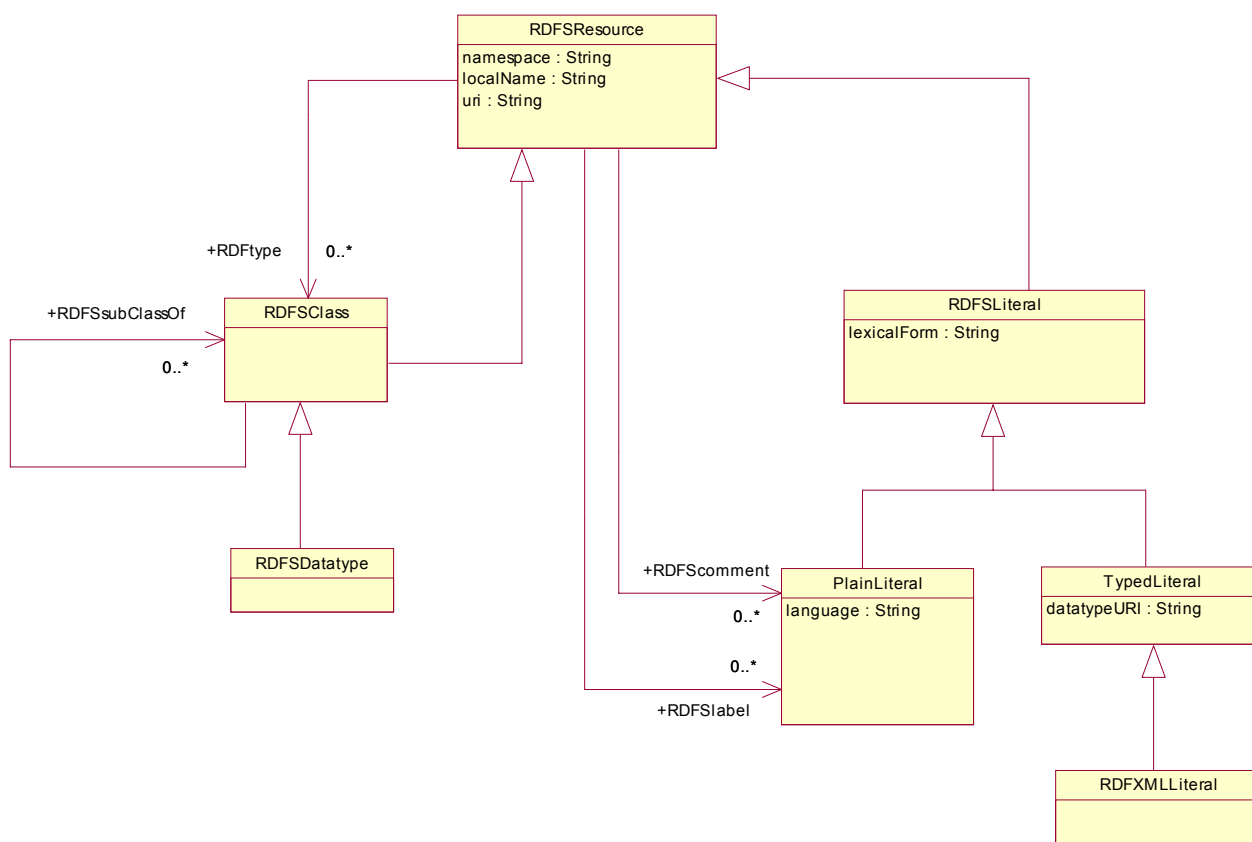 RDFSResource
namespace : String
localName : String
uri : String
+RDFtype
0..*
+RDFSsubClassOf
0..*
RDFSClass
RDFSLiteral
lexicalForm : String
RDFSDatatype
+RDFScomment
0..*
0..*
+RDFSlabel
PlainLiteral
language : String
TypedLiteral
datatypeURI : String
RDFXMLLiteral